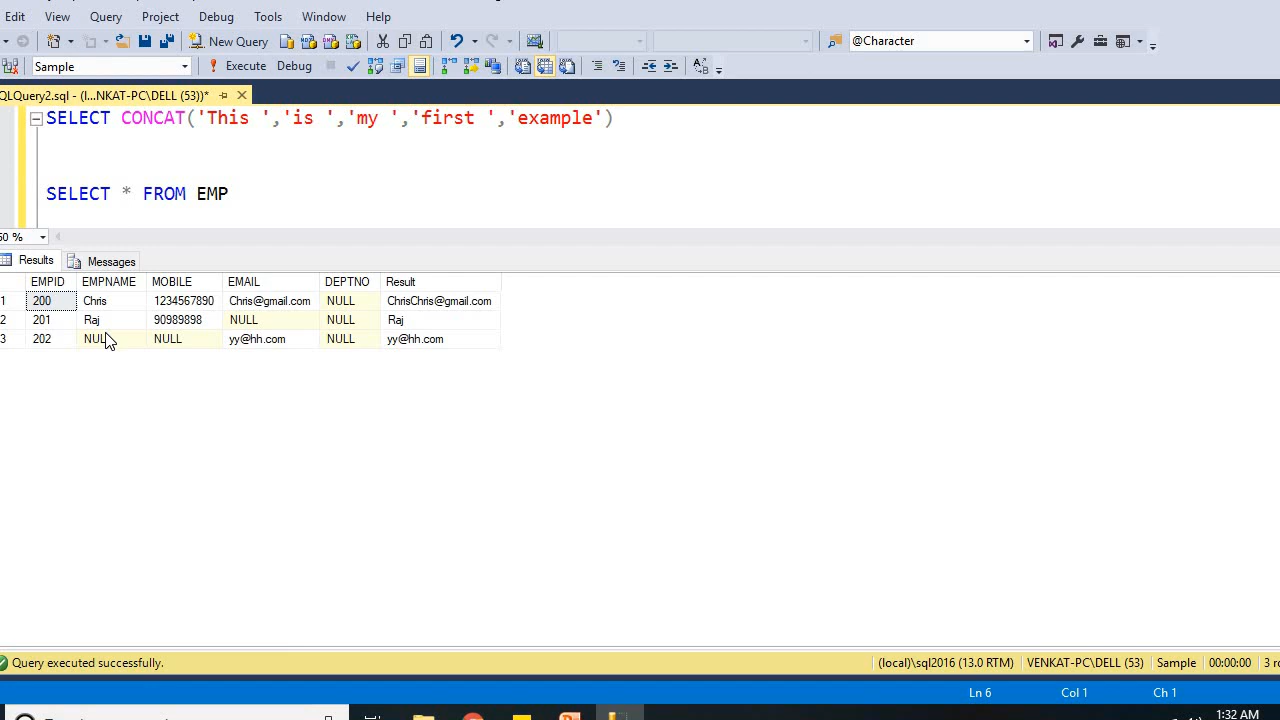 Edit View Query Project Debug Tools Window Help
New Query @Character
Sample Execute Debug
QLQuery2.sql - (l...NKAT-PC\DELL (53))*
SELECT CONCAT('This ','is ','my ','first ','example')
SELECT * FROM EMP
50 %
Results Messages
EMPID EMPNAME MOBILE EMAIL DEPTNO Result
1 200 Chris 1234567890 Chris@gmail.com NULL ChrisChris@gmail.com
2 201 Raj 90989898 NULL NULL Raj
3 202 NULL NULL yy@hh.com NULL yy@hh.com
Query executed successfully. (local)\sql2016 (13.0 RTM) VENKAT-PC\DELL (53) Sample 00:00:00 3 r
Ln 6 Col 1 Ch 1
1:32 AM